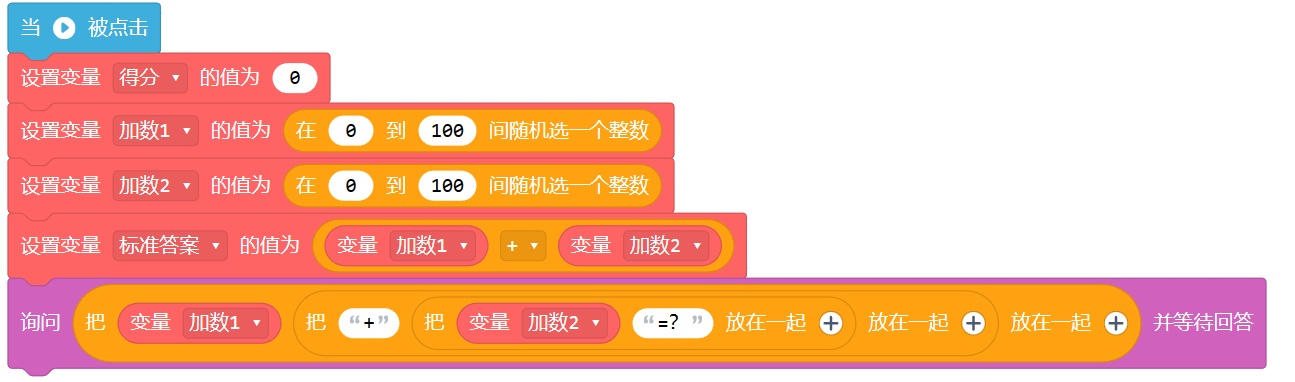 当 被点击
设置变量 得分 的值为 0
设置变量 加数1 的值为 在 0 到 100 间随机选一个整数
设置变量 加数2 的值为 在 0 到 100 间随机选一个整数
设置变量 标准答案 的值为 变量 加数1 + 变量 加数2
询问 把 变量 加数1 把 “+” 把 变量 加数2 “=? ” 放在一起 放在一起 放在一起 并等待回答